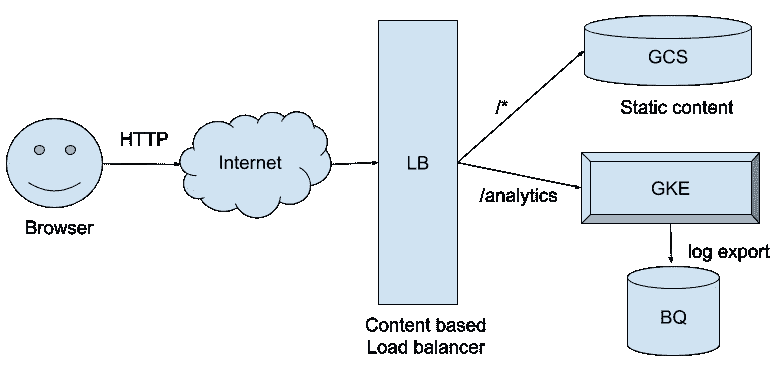 HTTP
Internet
Browser
LB
Content based
Load balancer
/*
GCS
Static content
/analytics
GKE
log export
BQ